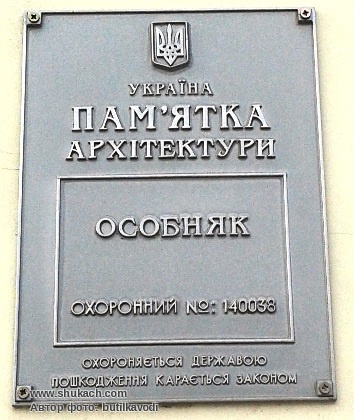 УКРАЇНА
ПАМ'ЯТКА
АРХІТЕКТУРИ
ОСОБНЯК
ОХОРОННИЙ №: 140038
ОХОРОНЯЄТЬСЯ ДЕРЖАВОЮ
ПОШКОДЖЕННЯ КАРАЄТЬСЯ ЗАКОНОМ
www.shukach.com
Автор фото: butilkavodi